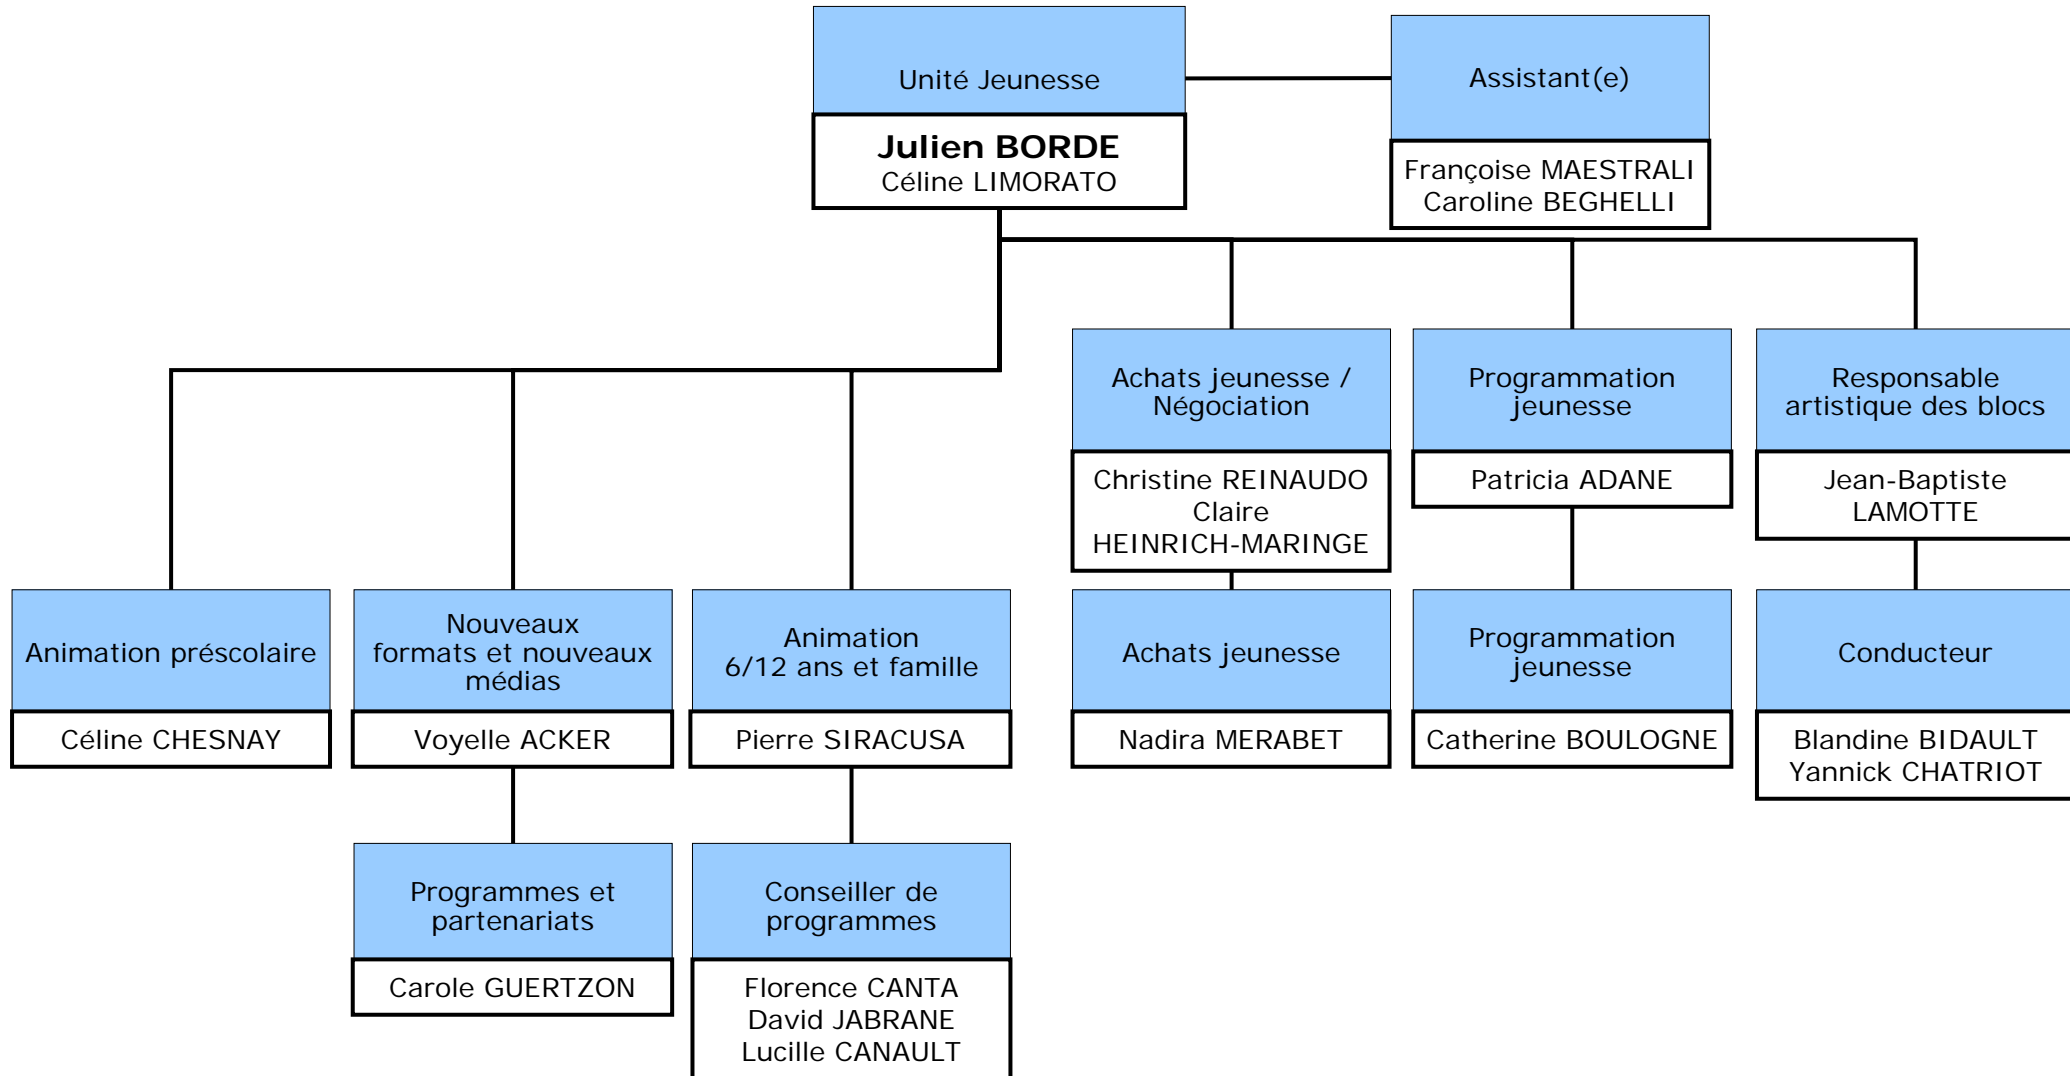 Unité Jeunesse
Julien BORDE
Céline LIMORATO
Assistant(e)
Françoise MAESTRALI
Caroline BEGHELLI
Achats jeunesse /
Négociation
Christine REINAUDO
Claire
HEINRICH-MARINGE
Programmation
jeunesse
Patricia ADANE
Responsable
artistique des blocs
Jean-Baptiste
LAMOTTE
Animation préscolaire
Céline CHESNAY
Nouveaux
formats et nouveaux
médias
Voyelle ACKER
Animation
6/12 ans et famille
Pierre SIRACUSA
Achats jeunesse
Nadira MERABET
Programmation
jeunesse
Catherine BOULOGNE
Conducteur
Blandine BIDAULT
Yannick CHATRIOT
Programmes et
partenariats
Carole GUERTZON
Conseiller de
programmes
Florence CANTA
David JABRANE
Lucille CANAULT